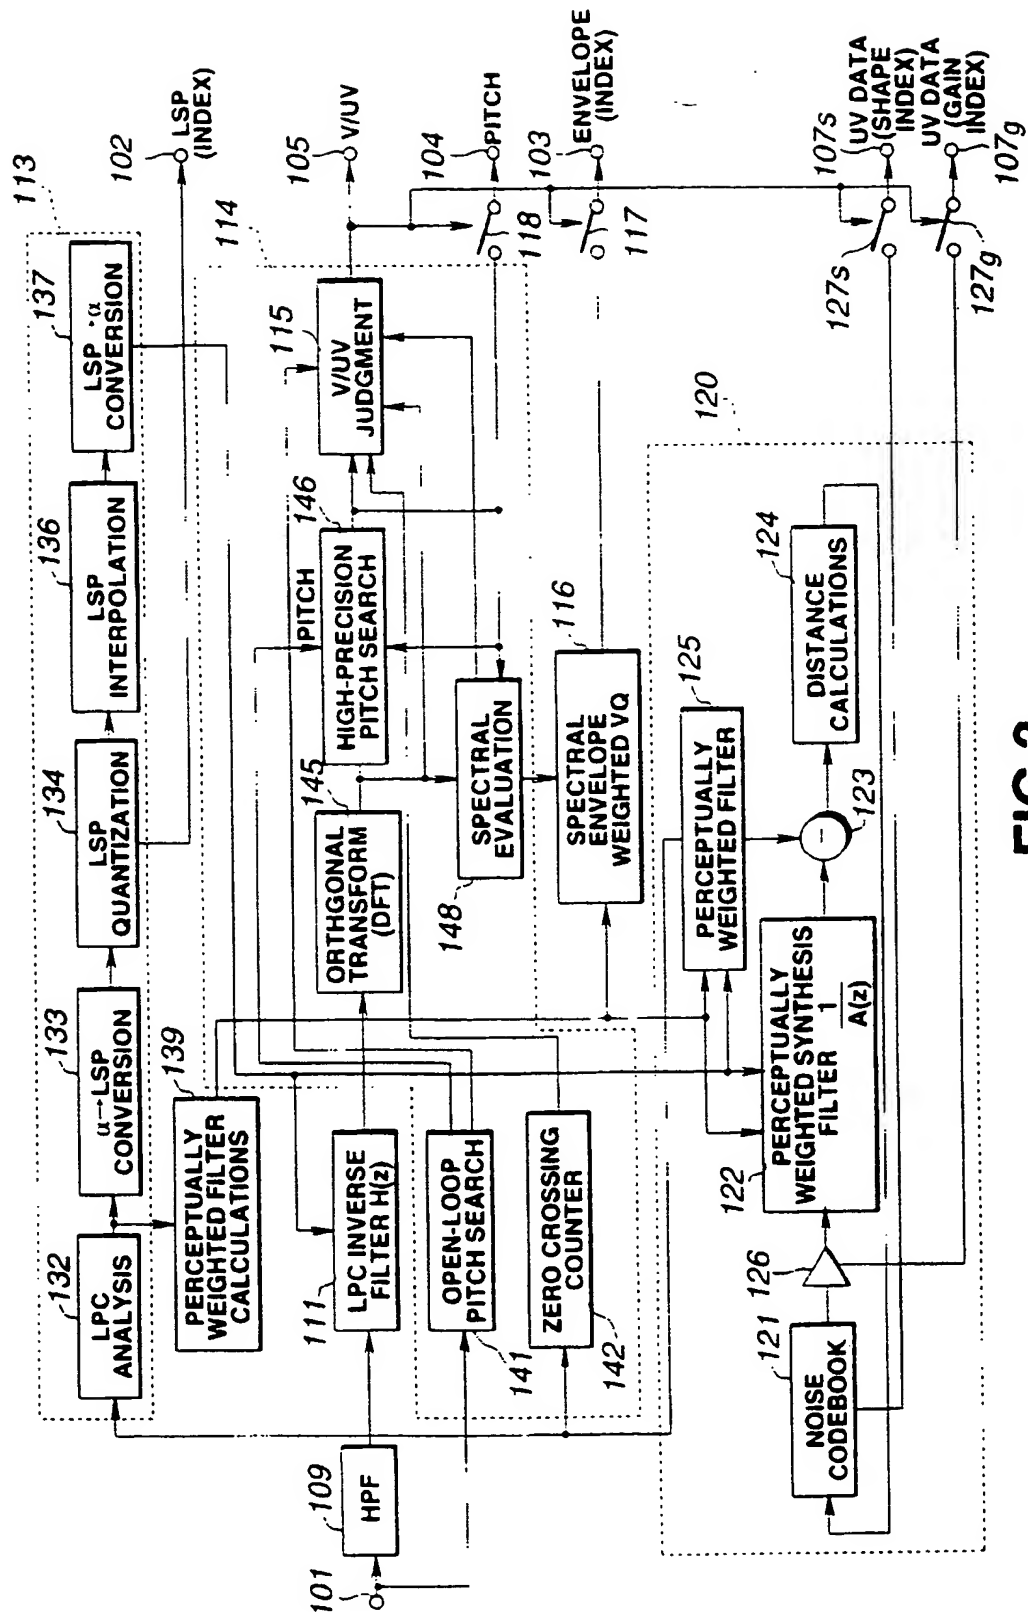 113
102
LSP
(INDEX)
132
LPC
ANALYSIS
133
α→LSP
CONVERSION
134
LSP
QUANTIZATION
136
LSP
INTERPOLATION
137
LSP·α
CONVERSION
139
PERCEPTUALLY
WEIGHTED FILTER
CALCULATIONS
114
105
V/UV
101
109
HPF
111
LPC INVERSE
FILTER H(z)
145
ORTHGONAL
TRANSFORM
(DFT)
146
PITCH
HIGH-PRECISION
PITCH SEARCH
115
V/UV
JUDGMENT
104
PITCH
118
141
OPEN-LOOP
PITCH SEARCH
142
ZERO CROSSING
COUNTER
148
SPECTRAL
EVALUATION
116
SPECTRAL
ENVELOPE
WEIGHTED VQ
103
ENVELOPE
(INDEX)
117
120
121
NOISE
CODEBOOK
126
122
PERCEPTUALLY
WEIGHTED SYNTHESIS
FILTER 1
A(z)
125
PERCEPTUALLY
WEIGHTED FILTER
123
124
DISTANCE
CALCULATIONS
127s
107s
UV DATA
(SHAPE
INDEX)
127g
107g
UV DATA
(GAIN
INDEX)